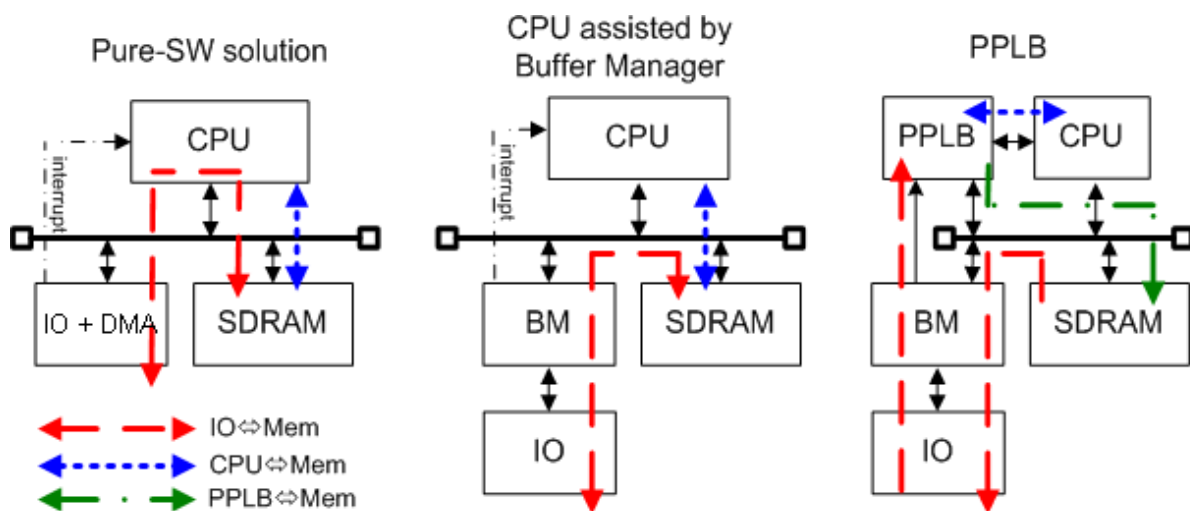 Pure-SW solution
CPU
interrupt
IO + DMA
SDRAM
CPU assisted by
Buffer Manager
CPU
interrupt
BM
SDRAM
IO
PPLB
PPLB
CPU
BM
SDRAM
IO
IO⇔Mem
CPU⇔Mem
PPLB⇔Mem